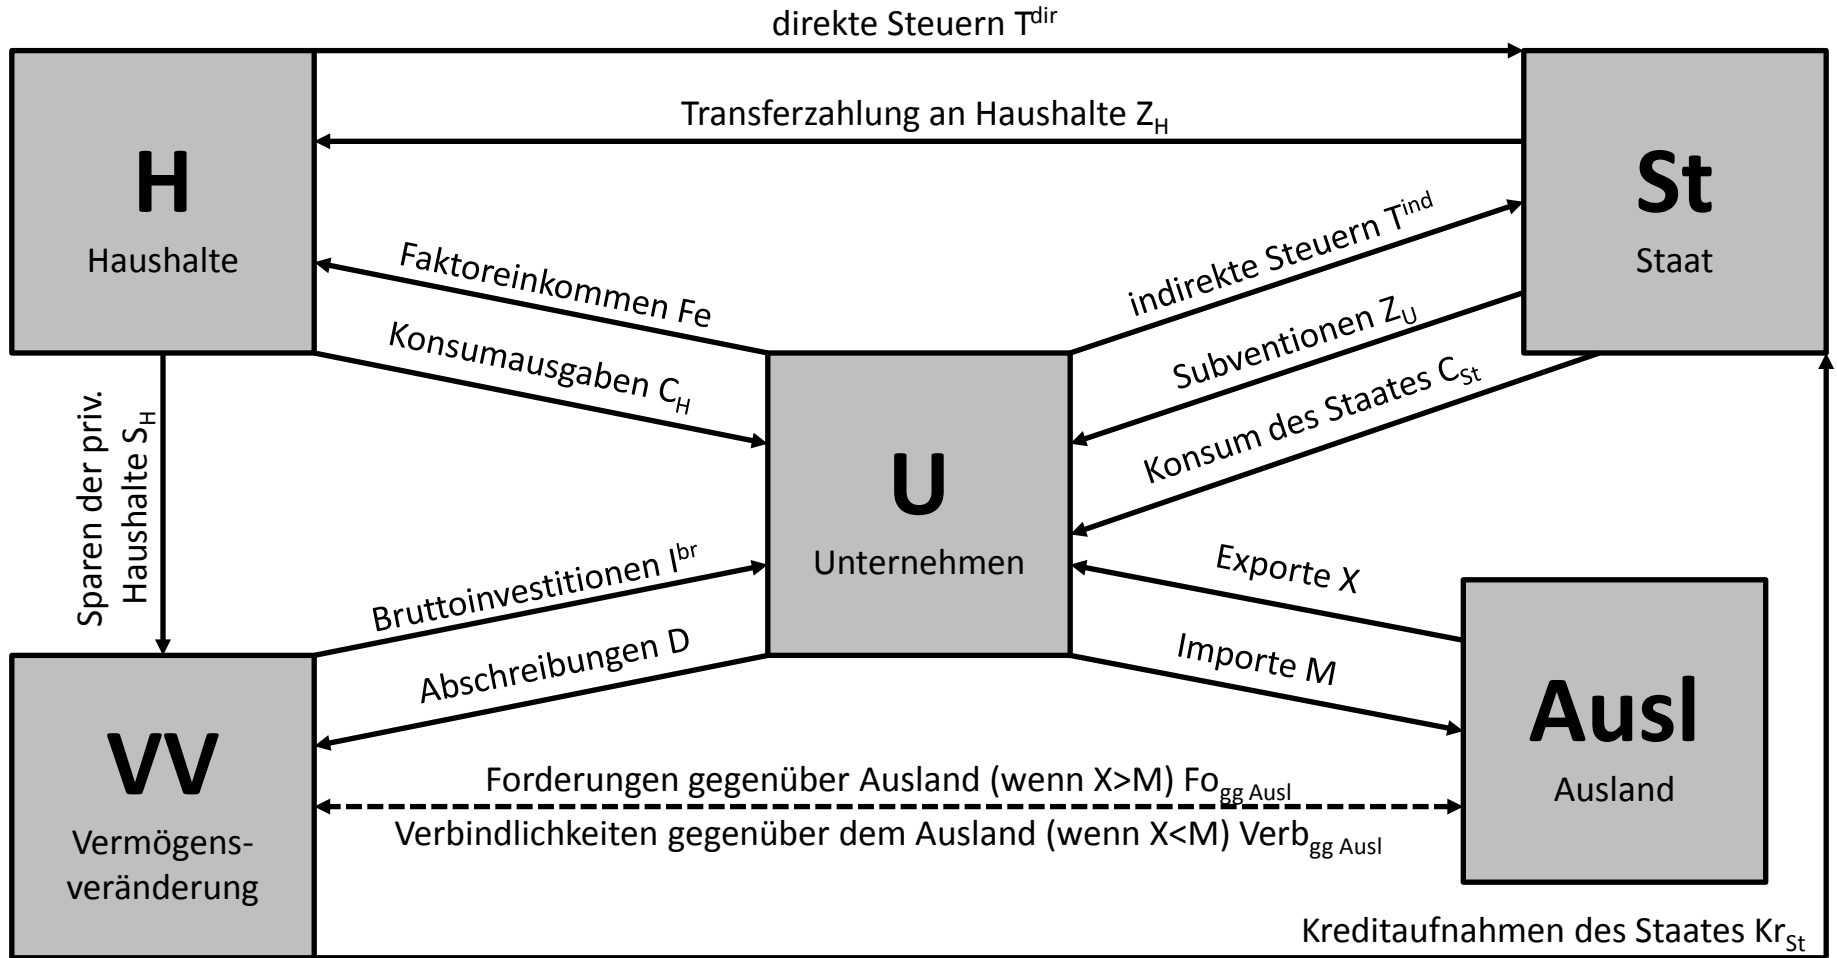 direkte Steuern T^dir
Transferzahlung an Haushalte Z_H
H
Haushalte
St
Staat
Faktoreinkommen Fe
Konsumausgaben C_H
indirekte Steuern T^ind
Subventionen Z_U
Konsum des Staates C_St
Sparen der priv.
Haushalte S_H
U
Unternehmen
Bruttoinvestitionen I^br
Abschreibungen D
Exporte X
Importe M
VV
Vermögens-
veränderung
Ausl
Ausland
Forderungen gegenüber Ausland (wenn X>M) Fo_gg Ausl
Verbindlichkeiten gegenüber dem Ausland (wenn X<M) Verb_gg Ausl
Kreditaufnahmen des Staates Kr_St